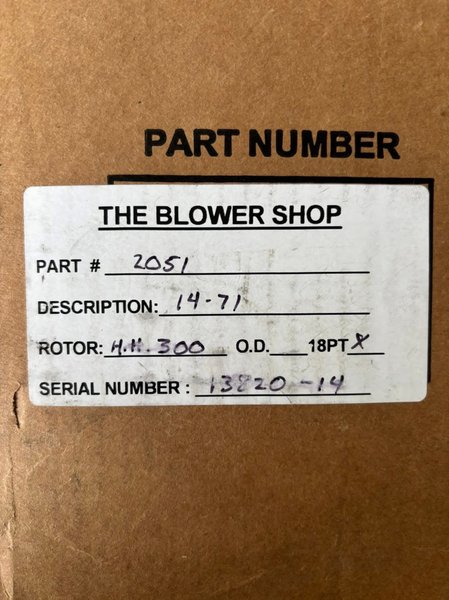 PART NUMBER
THE BLOWER SHOP
PART # 2051
DESCRIPTION: 14-71
ROTOR: H.H. 300 O.D. 18PT X
SERIAL NUMBER : 13820-14